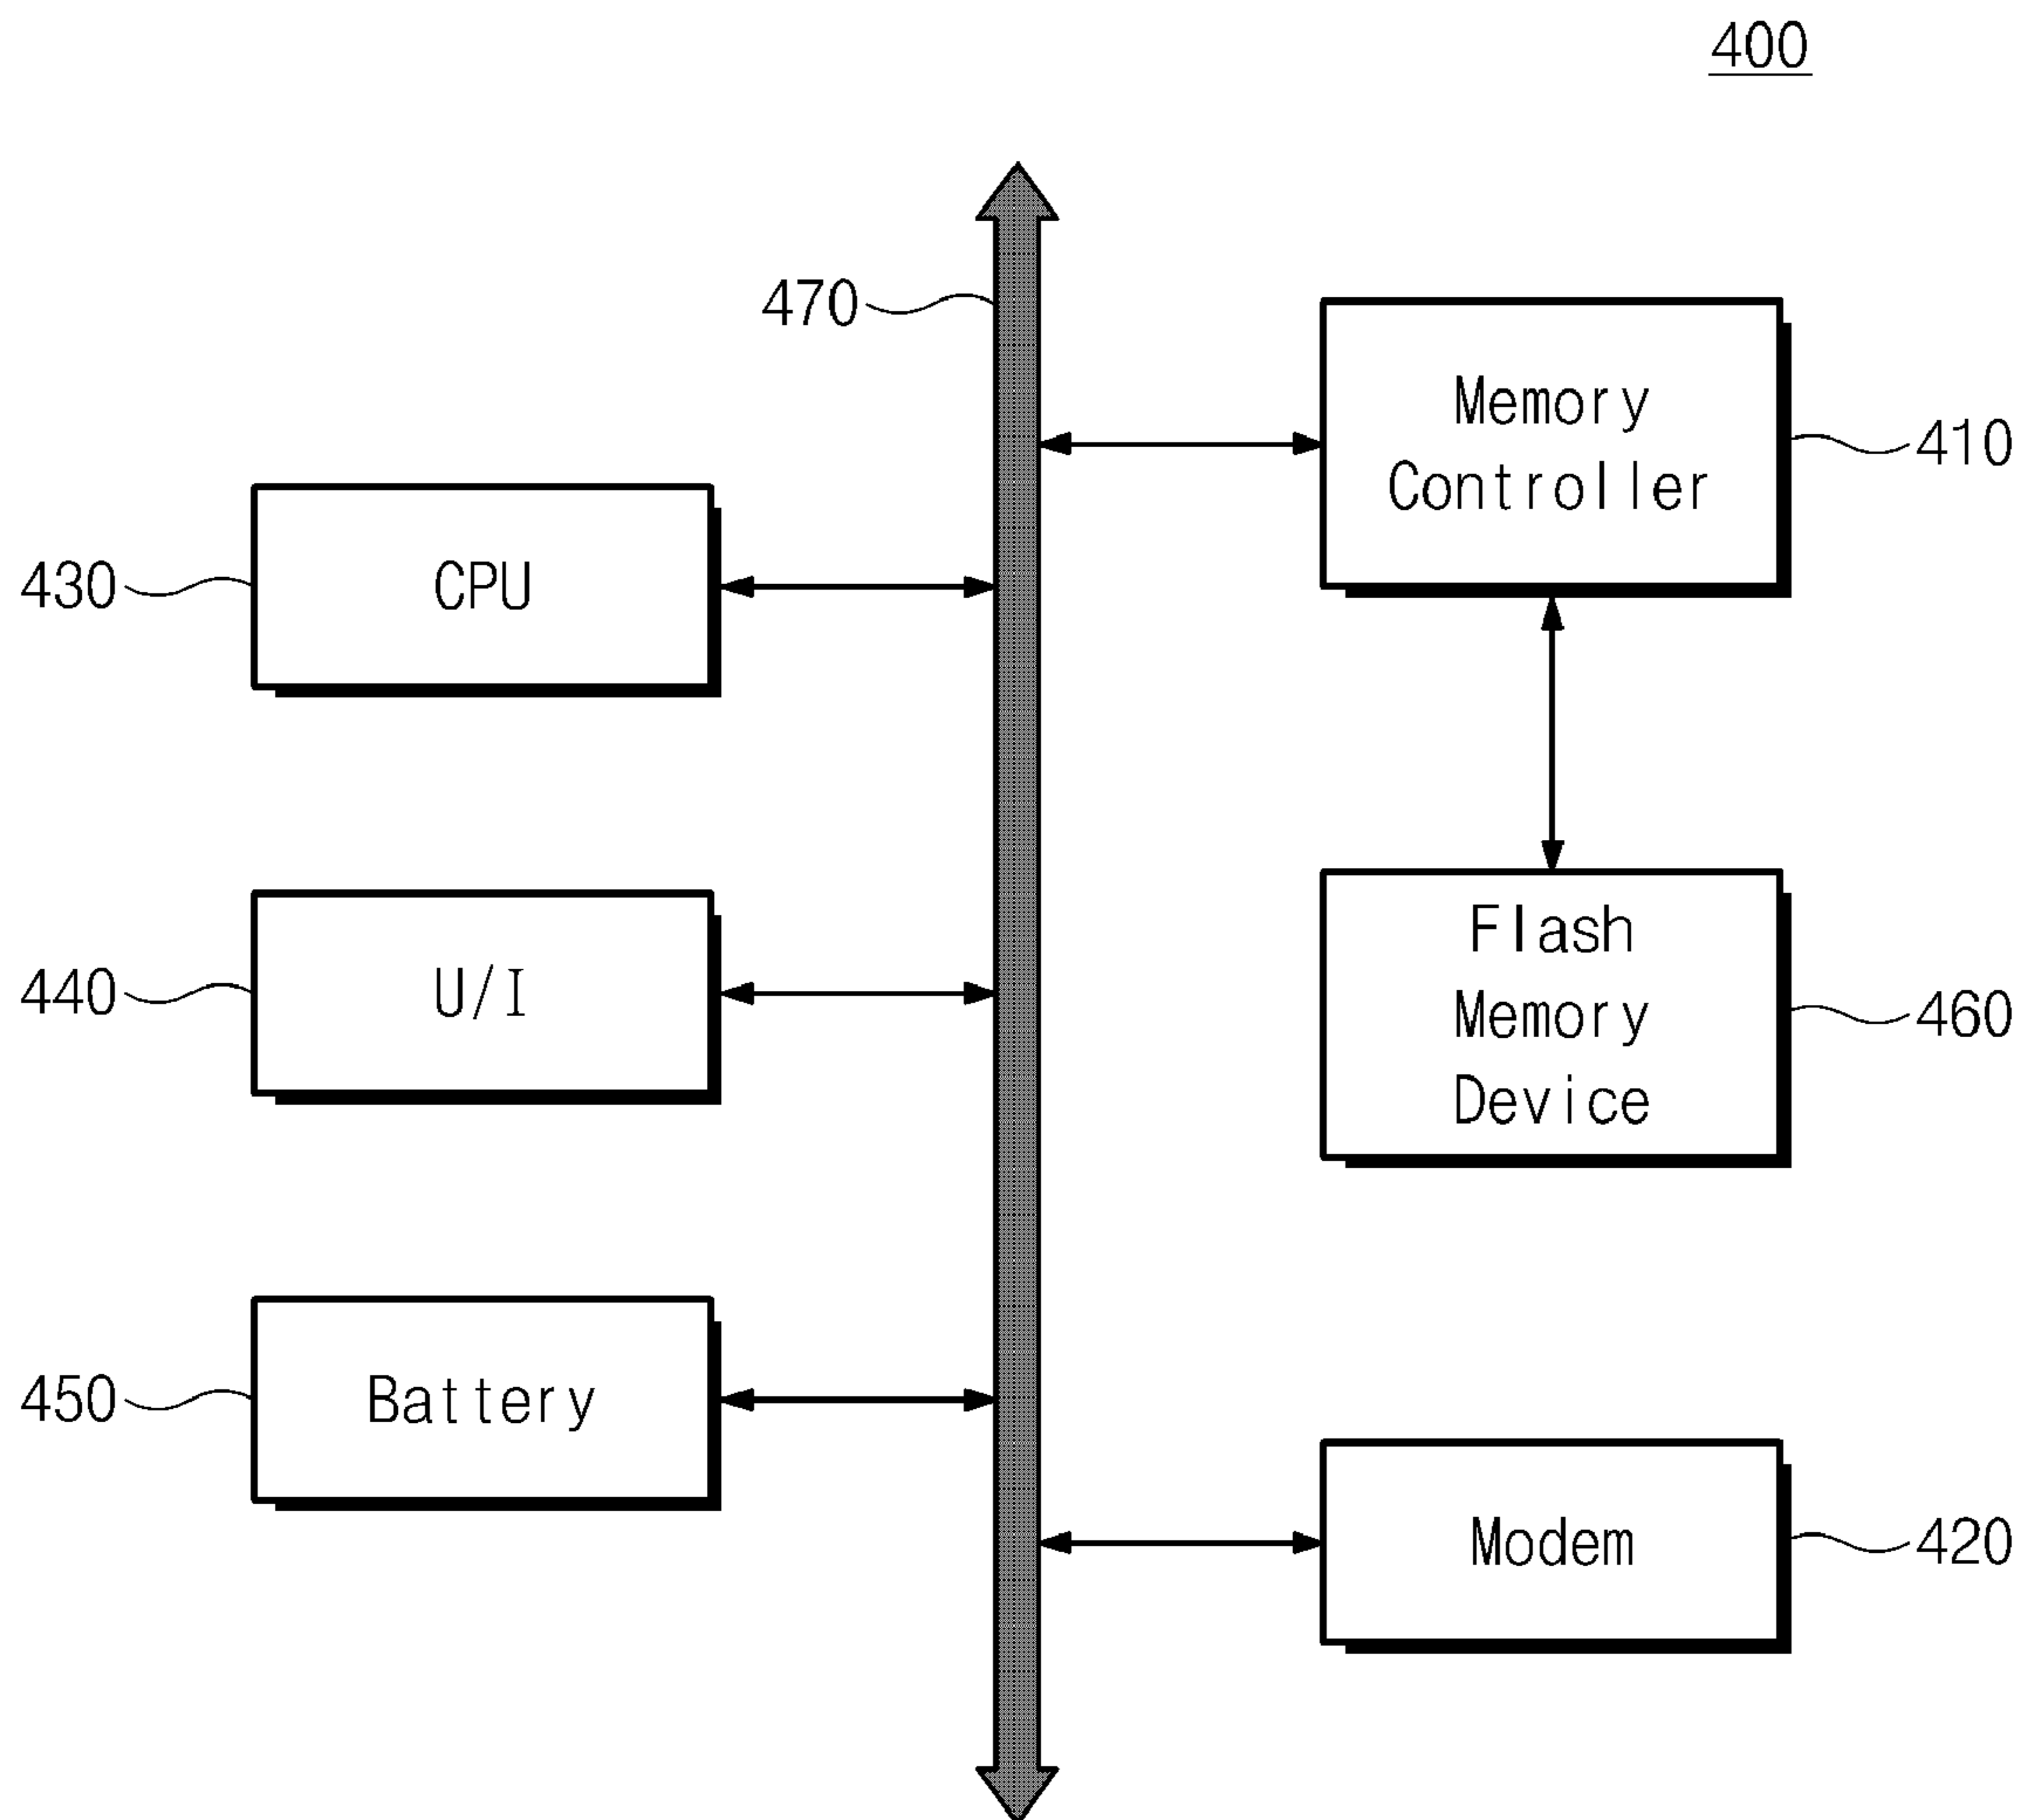 400
470
Memory
Controller
410
430
CPU
Flash
Memory
Device
460
440
U/I
450
Battery
Modem
420